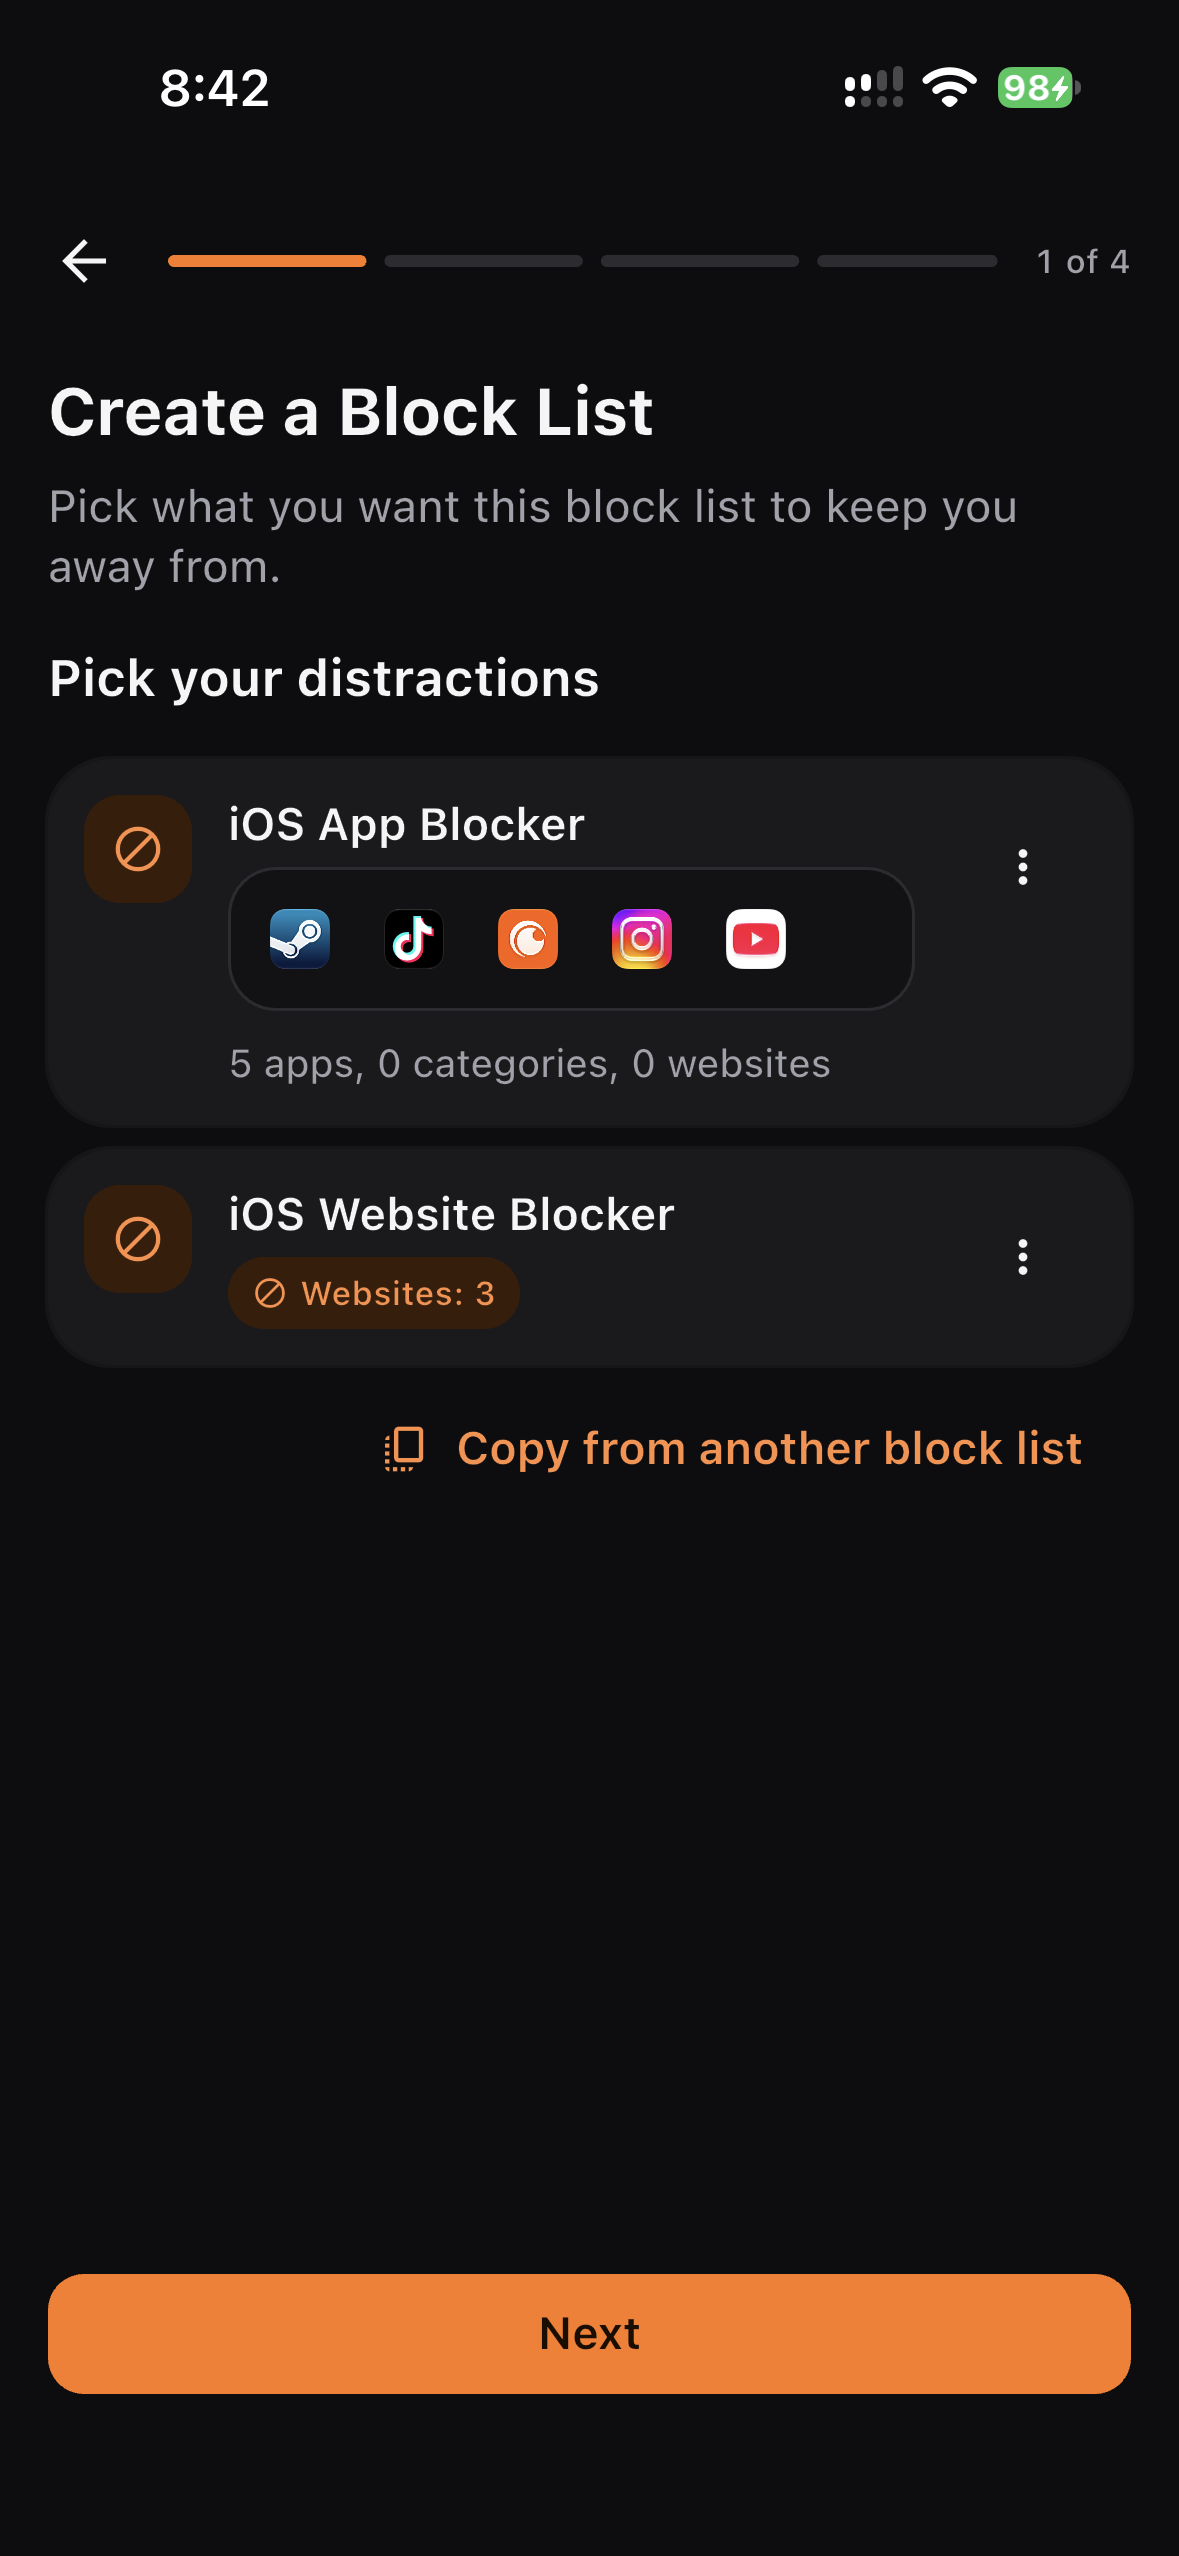 8:42
98
1 of 4
Create a Block List
Pick what you want this block list to keep you
away from.
Pick your distractions
iOS App Blocker
5 apps, 0 categories, 0 websites
iOS Website Blocker
Websites: 3
Copy from another block list
Next